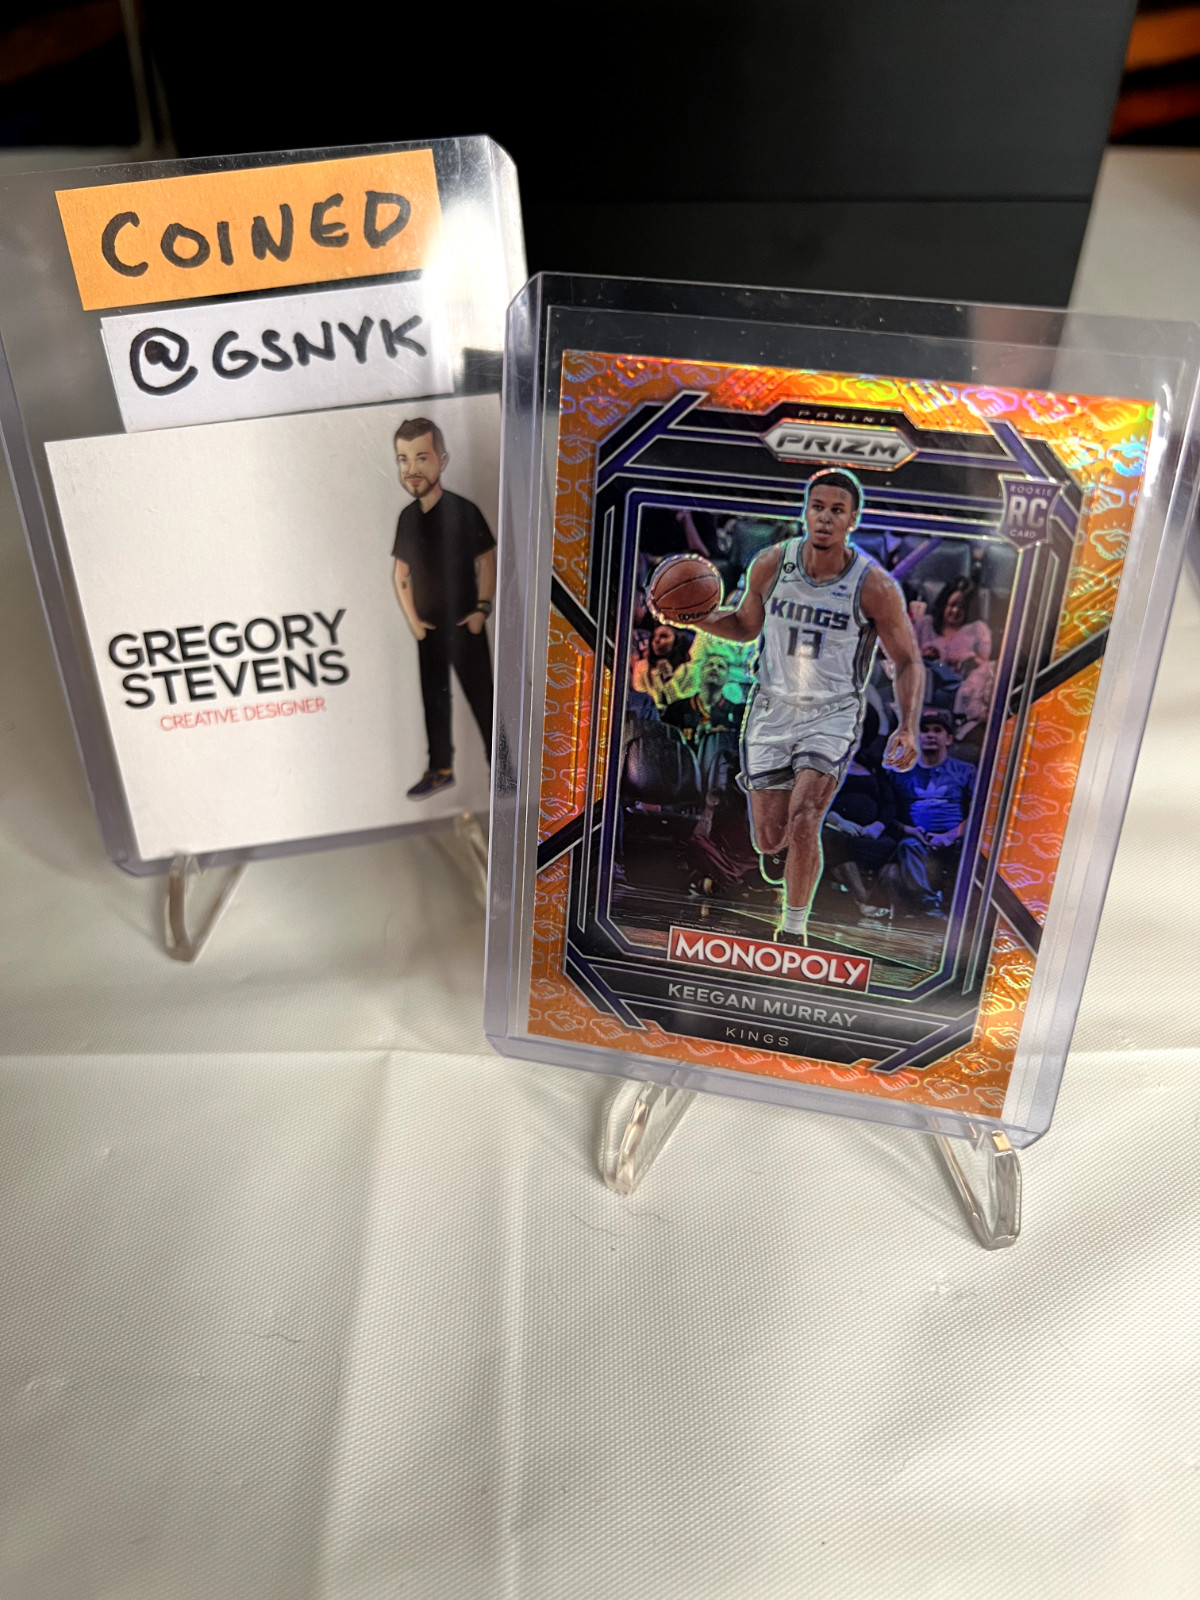 COINED
@GSNYK
GREGORY
STEVENS
CREATIVE DESIGNER
PANINI
PRIZM
ROOKIE
RC
CARD
KINGS
13
MONOPOLY
KEEGAN MURRAY
KINGS